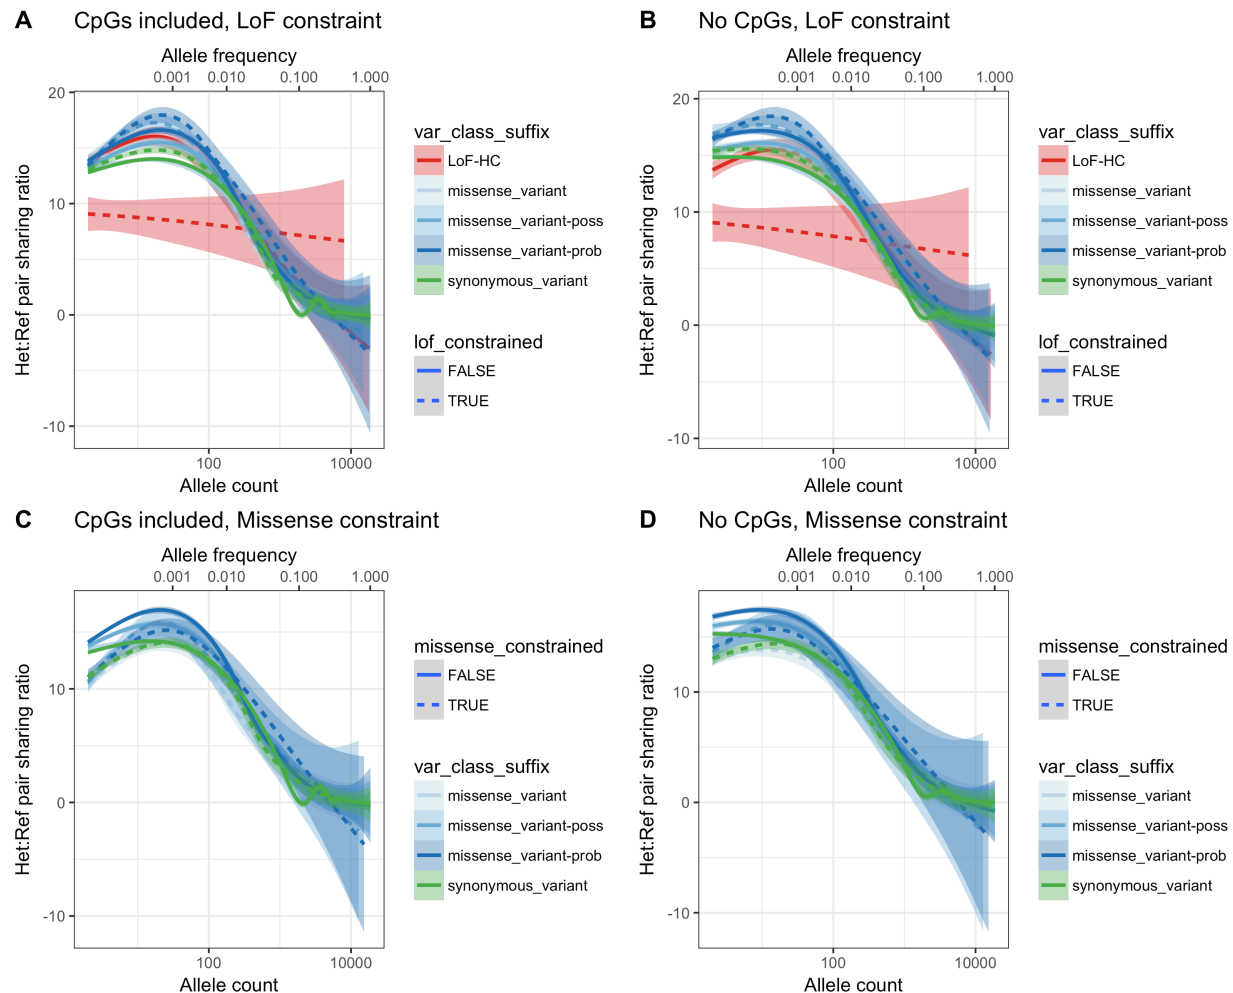 A CpGs included, LoF constraint
Allele frequency
0.001 0.010 0.100 1.000
20
10
0
-10
Het:Ref pair sharing ratio
100 10000
Allele count
var_class_suffix
LoF-HC
missense_variant
missense_variant-poss
missense_variant-prob
synonymous_variant
lof_constrained
FALSE
TRUE
B No CpGs, LoF constraint
Allele frequency
0.001 0.010 0.100 1.000
20
10
0
-10
Het:Ref pair sharing ratio
100 10000
Allele count
var_class_suffix
LoF-HC
missense_variant
missense_variant-poss
missense_variant-prob
synonymous_variant
lof_constrained
FALSE
TRUE
C CpGs included, Missense constraint
Allele frequency
0.001 0.010 0.100 1.000
10
0
-10
Het:Ref pair sharing ratio
100 10000
Allele count
missense_constrained
FALSE
TRUE
var_class_suffix
missense_variant
missense_variant-poss
missense_variant-prob
synonymous_variant
D No CpGs, Missense constraint
Allele frequency
0.001 0.010 0.100 1.000
10
0
-10
Het:Ref pair sharing ratio
100 10000
Allele count
missense_constrained
FALSE
TRUE
var_class_suffix
missense_variant
missense_variant-poss
missense_variant-prob
synonymous_variant